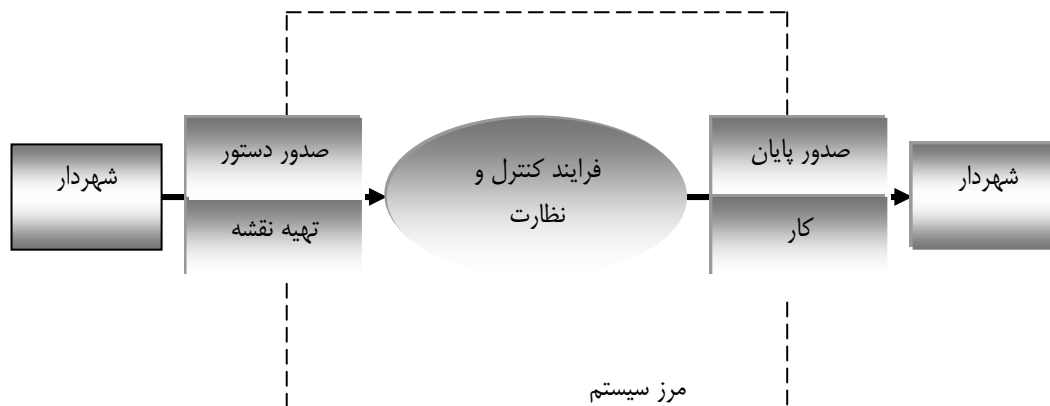 شهردار
صدور دستور
تهیه نقشه
فرایند کنترل و
نظارت
صدور پایان
کار
شهردار
مرز سیستم